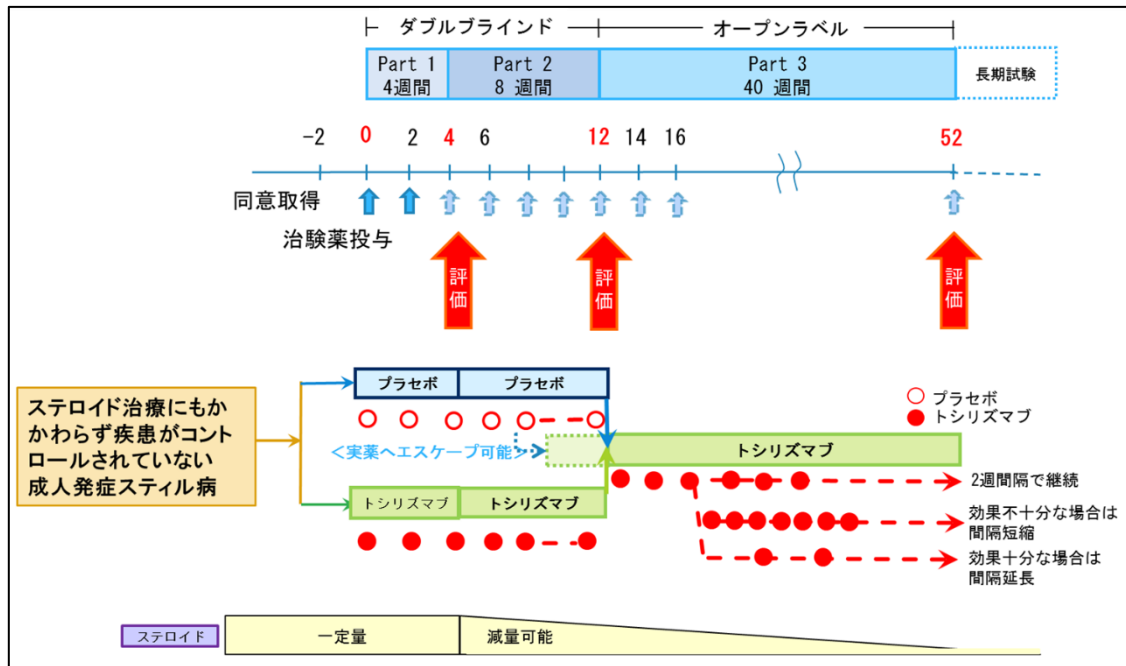 ダブルブラインド
オープンラベル
Part 1
4週間
Part 2
8 週間
Part 3
40 週間
長期試験
-2
0
2
4
6
12
14
16
52
同意取得
治験薬投与
評価
評価
評価
ステロイド治療にもか
かわらず疾患がコント
ロールされていない
成人発症スティル病
プラセボ
プラセボ
プラセボ
トシリズマブ
<実薬へエスケープ可能>
トシリズマブ
トシリズマブ
トシリズマブ
2週間隔で継続
効果不十分な場合は
間隔短縮
効果十分な場合は
間隔延長
ステロイド
一定量
減量可能